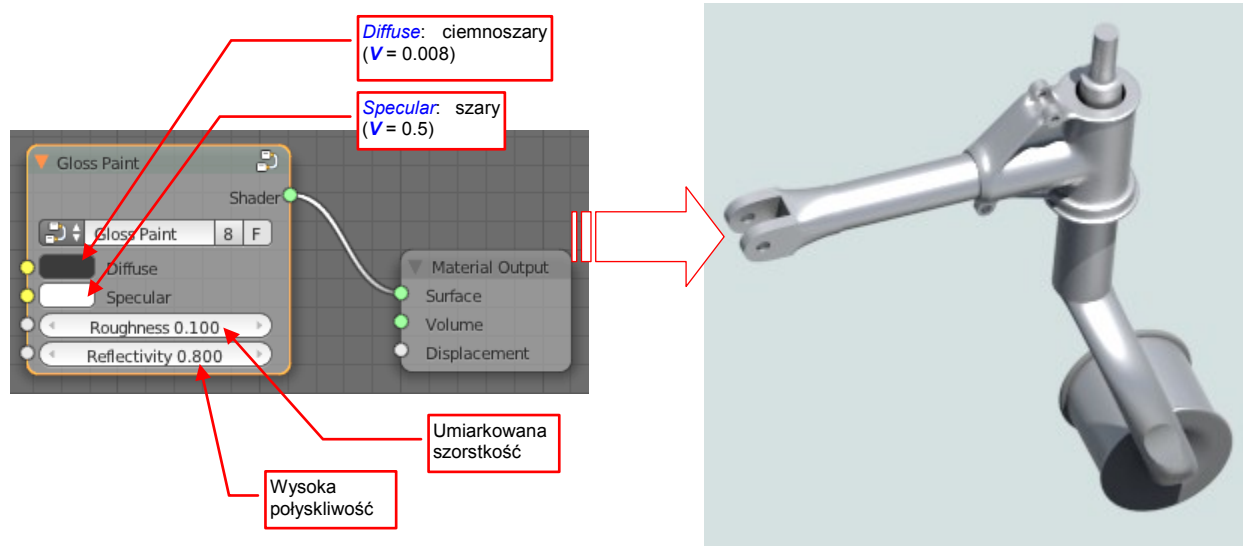 Diffuse: ciemnoszary
(V = 0.008)
Specular: szary
(V = 0.5)
Gloss Paint
Shader
Gloss Paint 8 F
Diffuse
Specular
Roughness 0.100
Reflectivity 0.800
Material Output
Surface
Volume
Displacement
Umiarkowana
szorstkość
Wysoka
połyskliwość